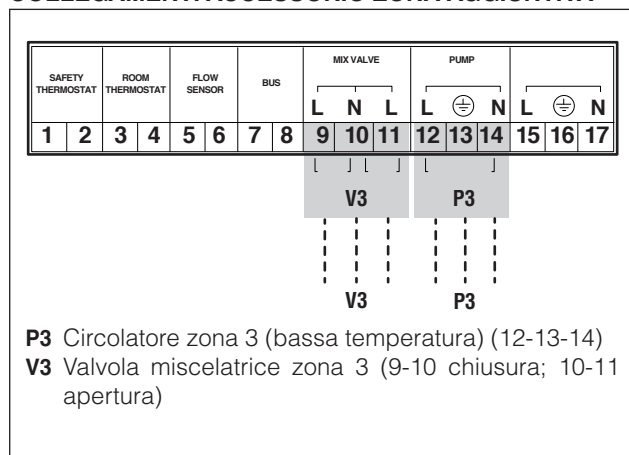 MIX VALVE PUMP
SAFETY THERMOSTAT ROOM THERMOSTAT FLOW SENSOR BUS
L N L L N L N
1 2 3 4 5 6 7 8 9 10 11 12 13 14 15 16 17
V3 P3
V3 P3
P3 Circolatore zona 3 (bassa temperatura) (12-13-14)
V3 Valvola miscelatrice zona 3 (9-10 chiusura; 10-11
apertura)